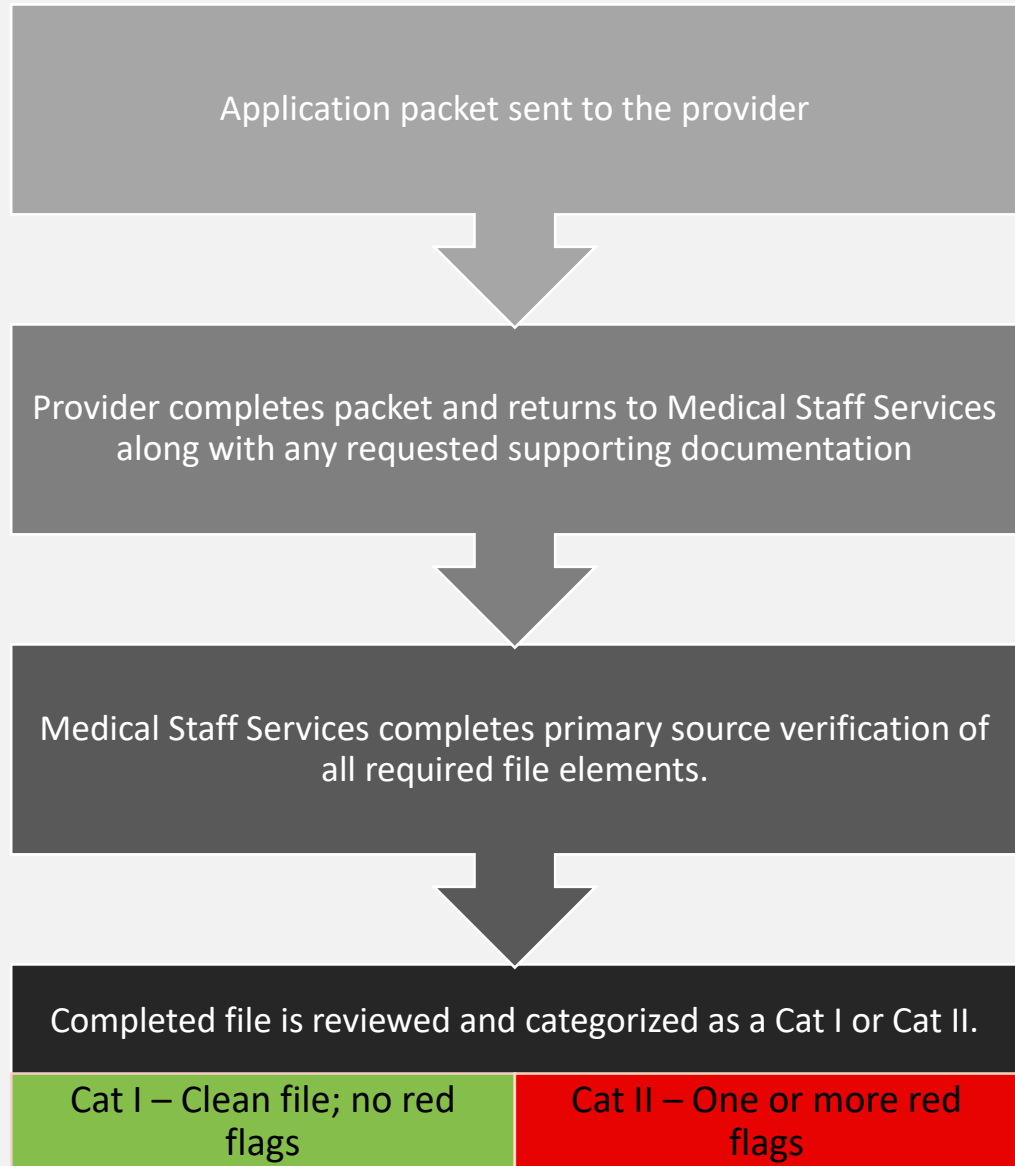 Application packet sent to the provider
Provider completes packet and returns to Medical Staff Services
along with any requested supporting documentation
Medical Staff Services completes primary source verification of
all required file elements.
Completed file is reviewed and categorized as a Cat I or Cat II.
Cat I – Clean file; no red
flags
Cat II – One or more red
flags